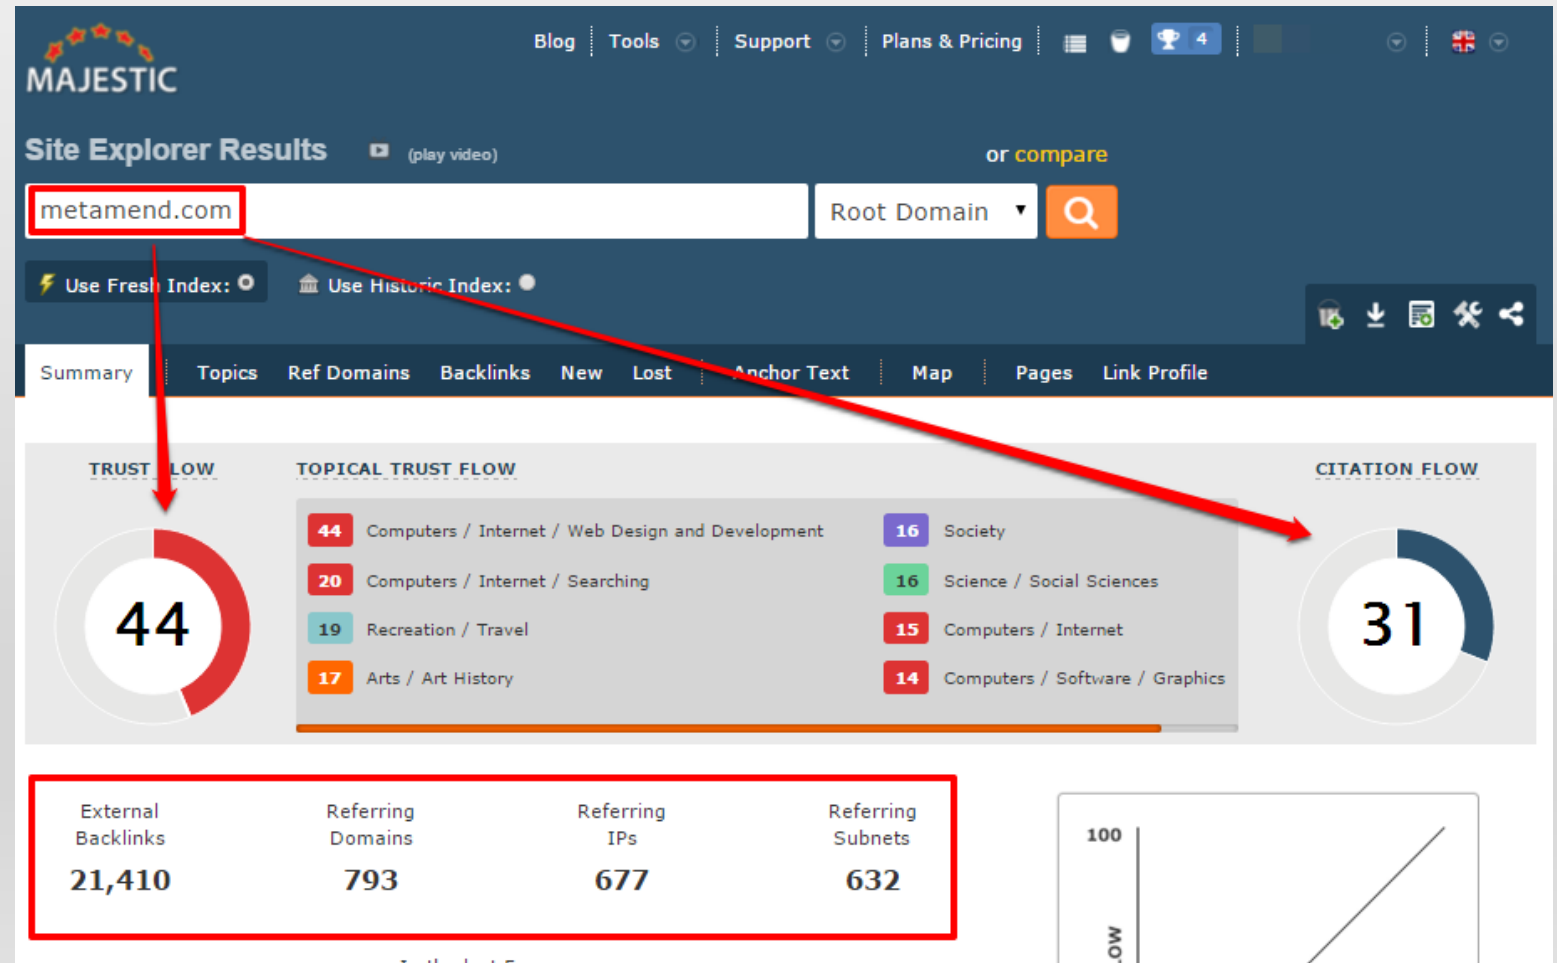 MAJESTIC
Blog Tools Support Plans & Pricing 4
Site Explorer Results (play video)
or compare
metamend.com
Root Domain
Use Fresh Index: Use Historic Index:
Summary Topics Ref Domains Backlinks New Lost Anchor Text Map Pages Link Profile
TRUST FLOW
TOPICAL TRUST FLOW
CITATION FLOW
44
44 Computers / Internet / Web Design and Development
20 Computers / Internet / Searching
19 Recreation / Travel
17 Arts / Art History
16 Society
16 Science / Social Sciences
15 Computers / Internet
14 Computers / Software / Graphics
31
External Backlinks
21,410
Referring Domains
793
Referring IPs
677
Referring Subnets
632
100